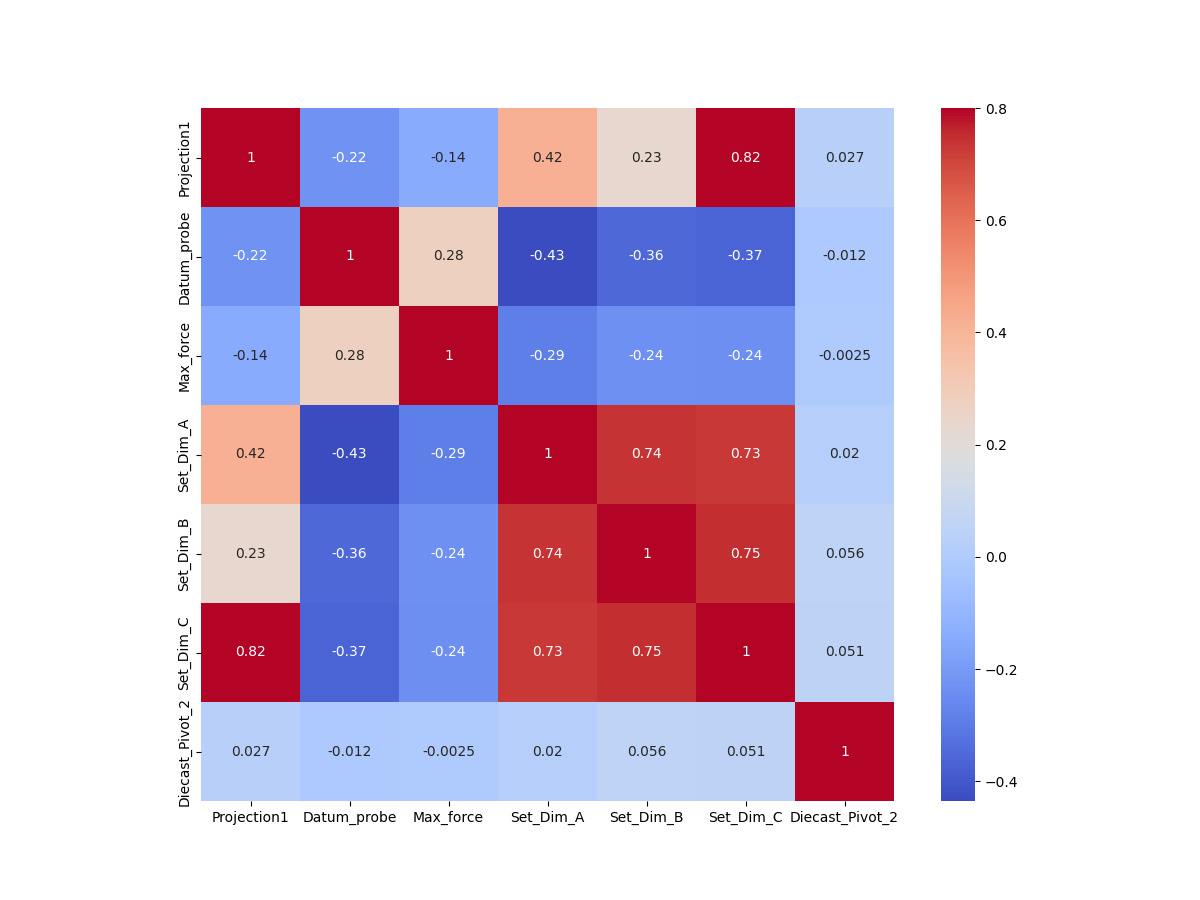 Projection1 1 -0.22 -0.14 0.42 0.23 0.82 0.027
Datum_probe -0.22 1 0.28 -0.43 -0.36 -0.37 -0.012
Max_force -0.14 0.28 1 -0.29 -0.24 -0.24 -0.0025
Set_Dim_A 0.42 -0.43 -0.29 1 0.74 0.73 0.02
Set_Dim_B 0.23 -0.36 -0.24 0.74 1 0.75 0.056
Set_Dim_C 0.82 -0.37 -0.24 0.73 0.75 1 0.051
Diecast_Pivot_2 0.027 -0.012 -0.0025 0.02 0.056 0.051 1
Projection1 Datum_probe Max_force Set_Dim_A Set_Dim_B Set_Dim_C Diecast_Pivot_2
0.8
0.6
0.4
0.2
0.0
−0.2
−0.4